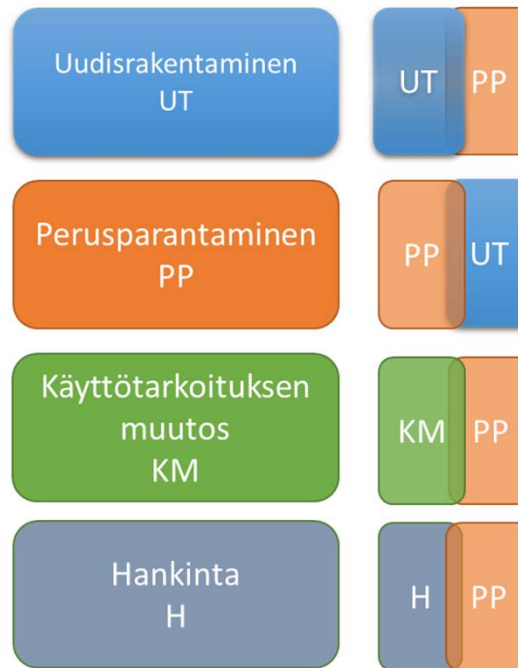 Uudisrakentaminen
UT
UT PP
Perusparantaminen
PP
PP UT
Käyttötarkoituksen
muutos
KM
KM PP
Hankinta
H
H PP